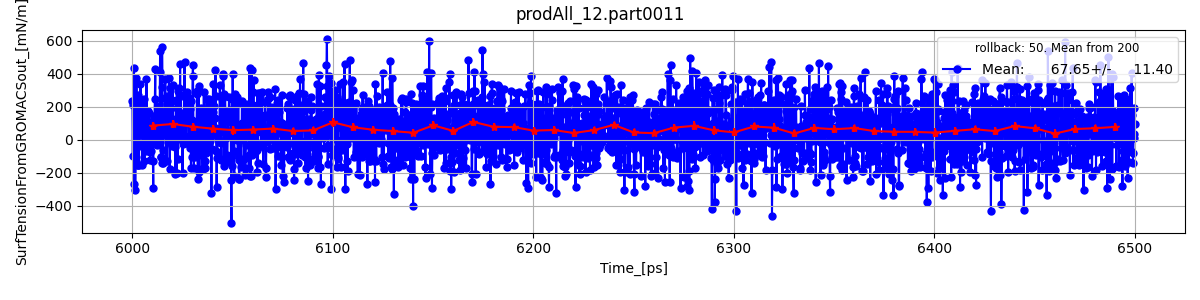 prodAll_12.part0011
SurfTensionFromGROMACSout_[mN/m]
600
400
200
0
−200
−400
rollback: 50. Mean from 200
Mean: 67.65+/- 11.40
6000 6100 6200 6300 6400 6500
Time_[ps]